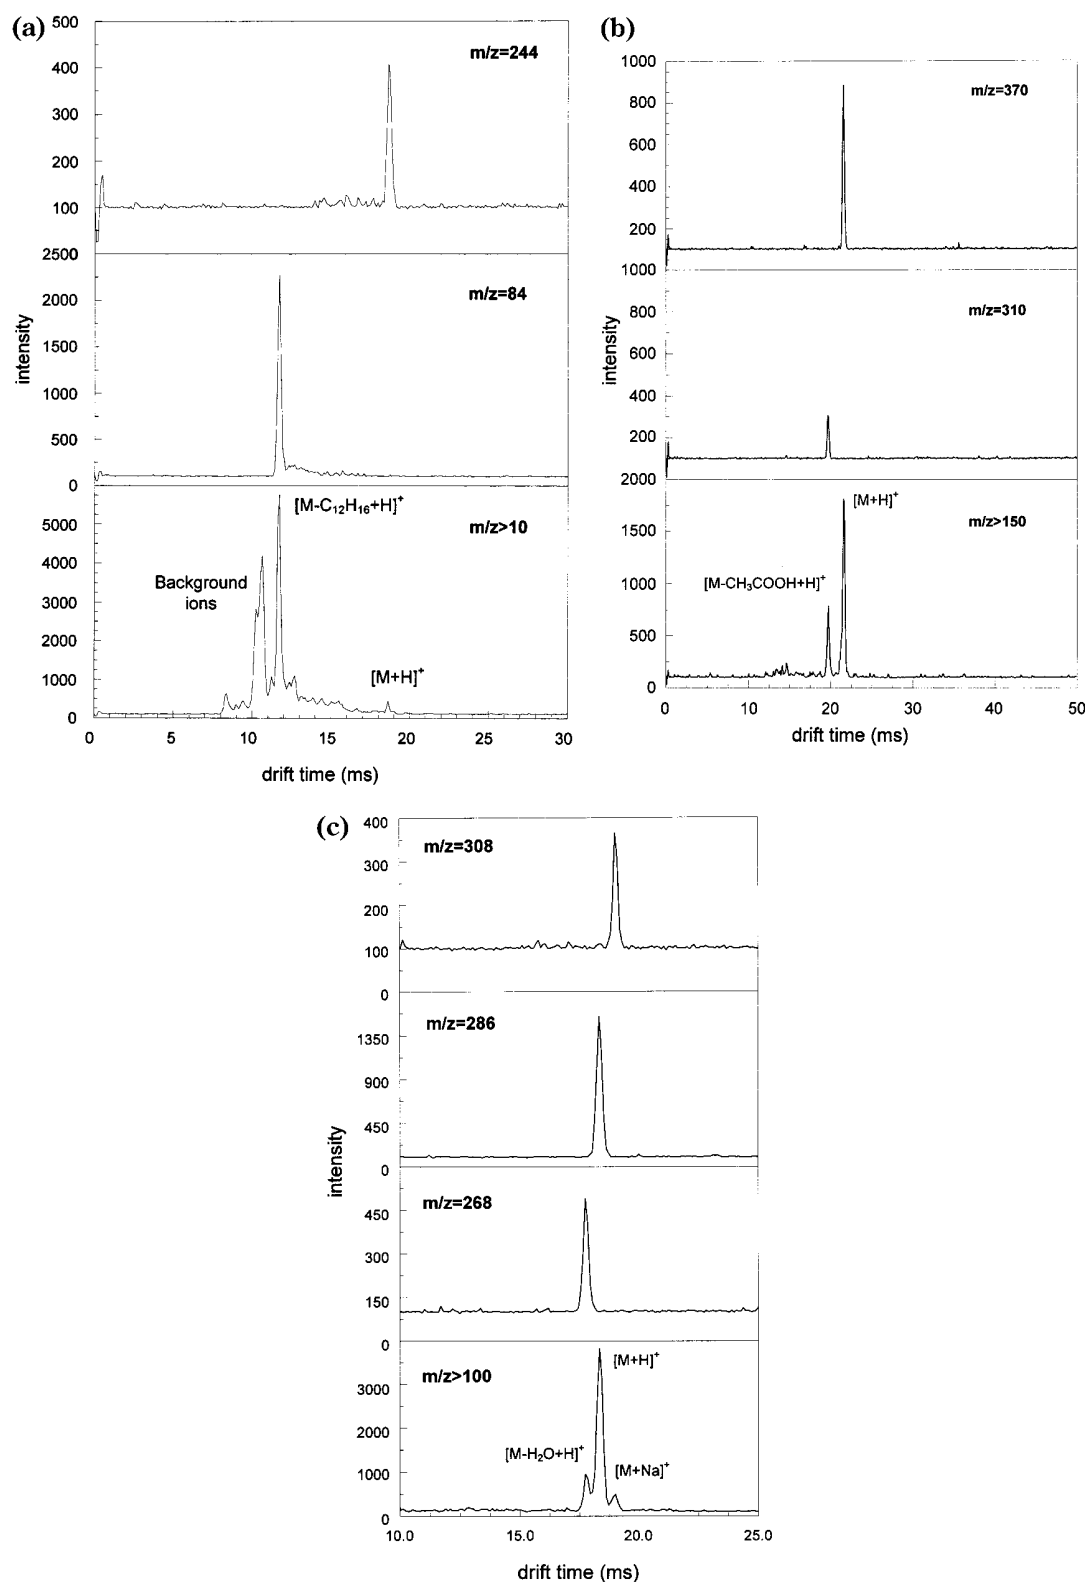 (a)
500
400
300
200
100
m/z=244
2500
2000
1500
1000
500
0
m/z=84
intensity
5000
4000
3000
2000
1000
0
[M-C₁₂H₁₆+H]⁺
m/z>10
Background
ions
[M+H]⁺
0 5 10 15 20 25 30
drift time (ms)
(b)
1000
800
600
400
200
m/z=370
1000
800
600
400
200
m/z=310
intensity
2000
1500
1000
500
0
[M+H]⁺
m/z>150
[M-CH₃COOH+H]⁺
0 10 20 30 40 50
drift time (ms)
(c)
400
300
200
100
0
m/z=308
1350
900
450
0
m/z=286
intensity
450
300
150
0
m/z=268
3000
2000
1000
0
m/z>100
[M+H]⁺
[M-H₂O+H]⁺
[M+Na]⁺
10.0 15.0 20.0 25.0
drift time (ms)